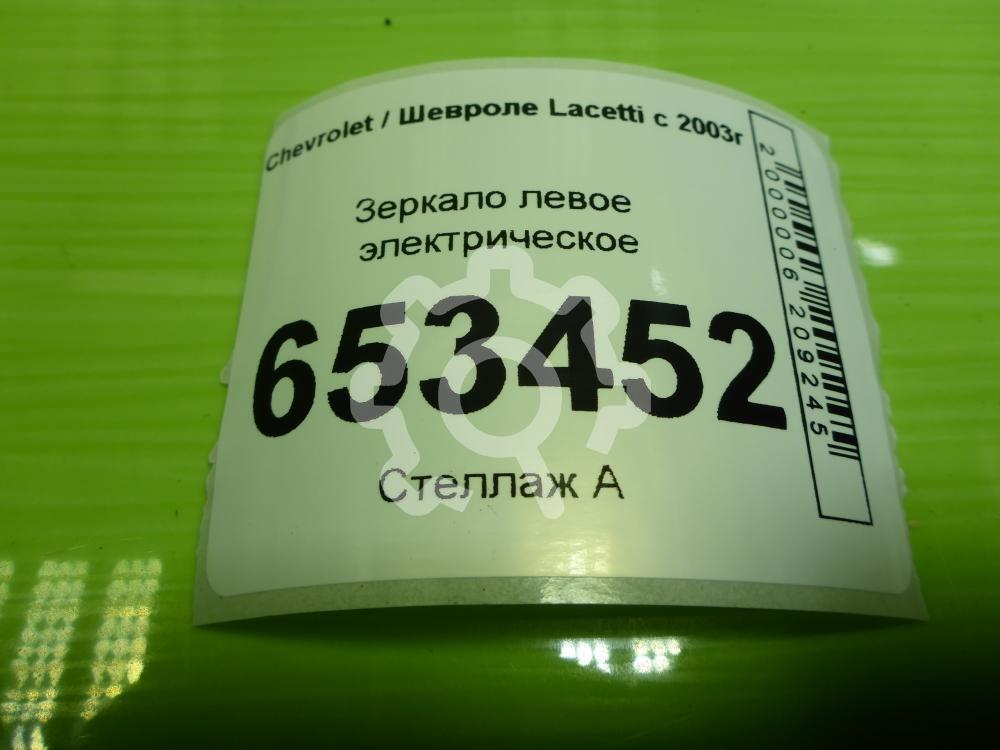 Chevrolet / Шевроле Lacetti с 2003г
Зеркало левое
электрическое
653452
Стеллаж А
2000006209245